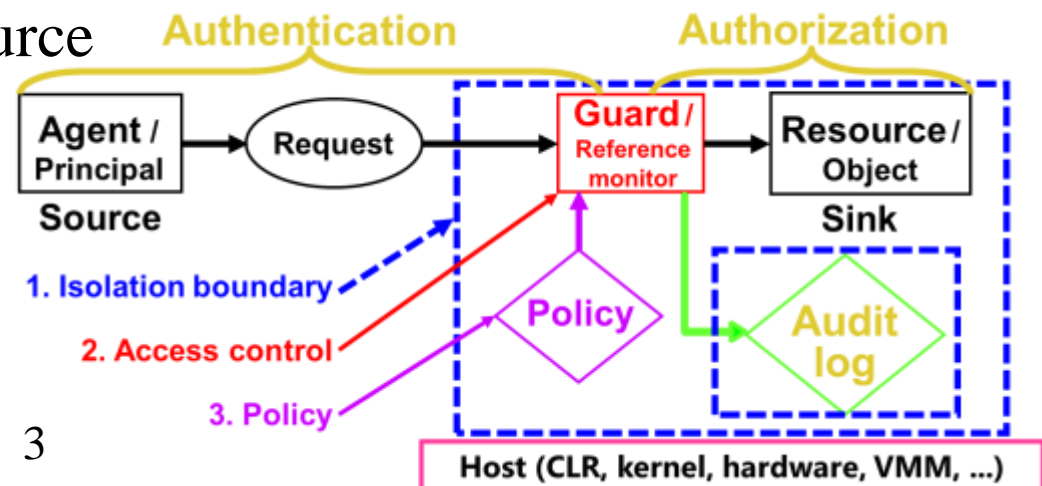 urce
Authentication
Authorization
Agent /
Principal
Request
Guard/
Reference
monitor
Resource/
Object
Source
Sink
1. Isolation boundary
Policy
Audit
log
2. Access control
3. Policy
3
Host (CLR, kernel, hardware, VMM, ...)